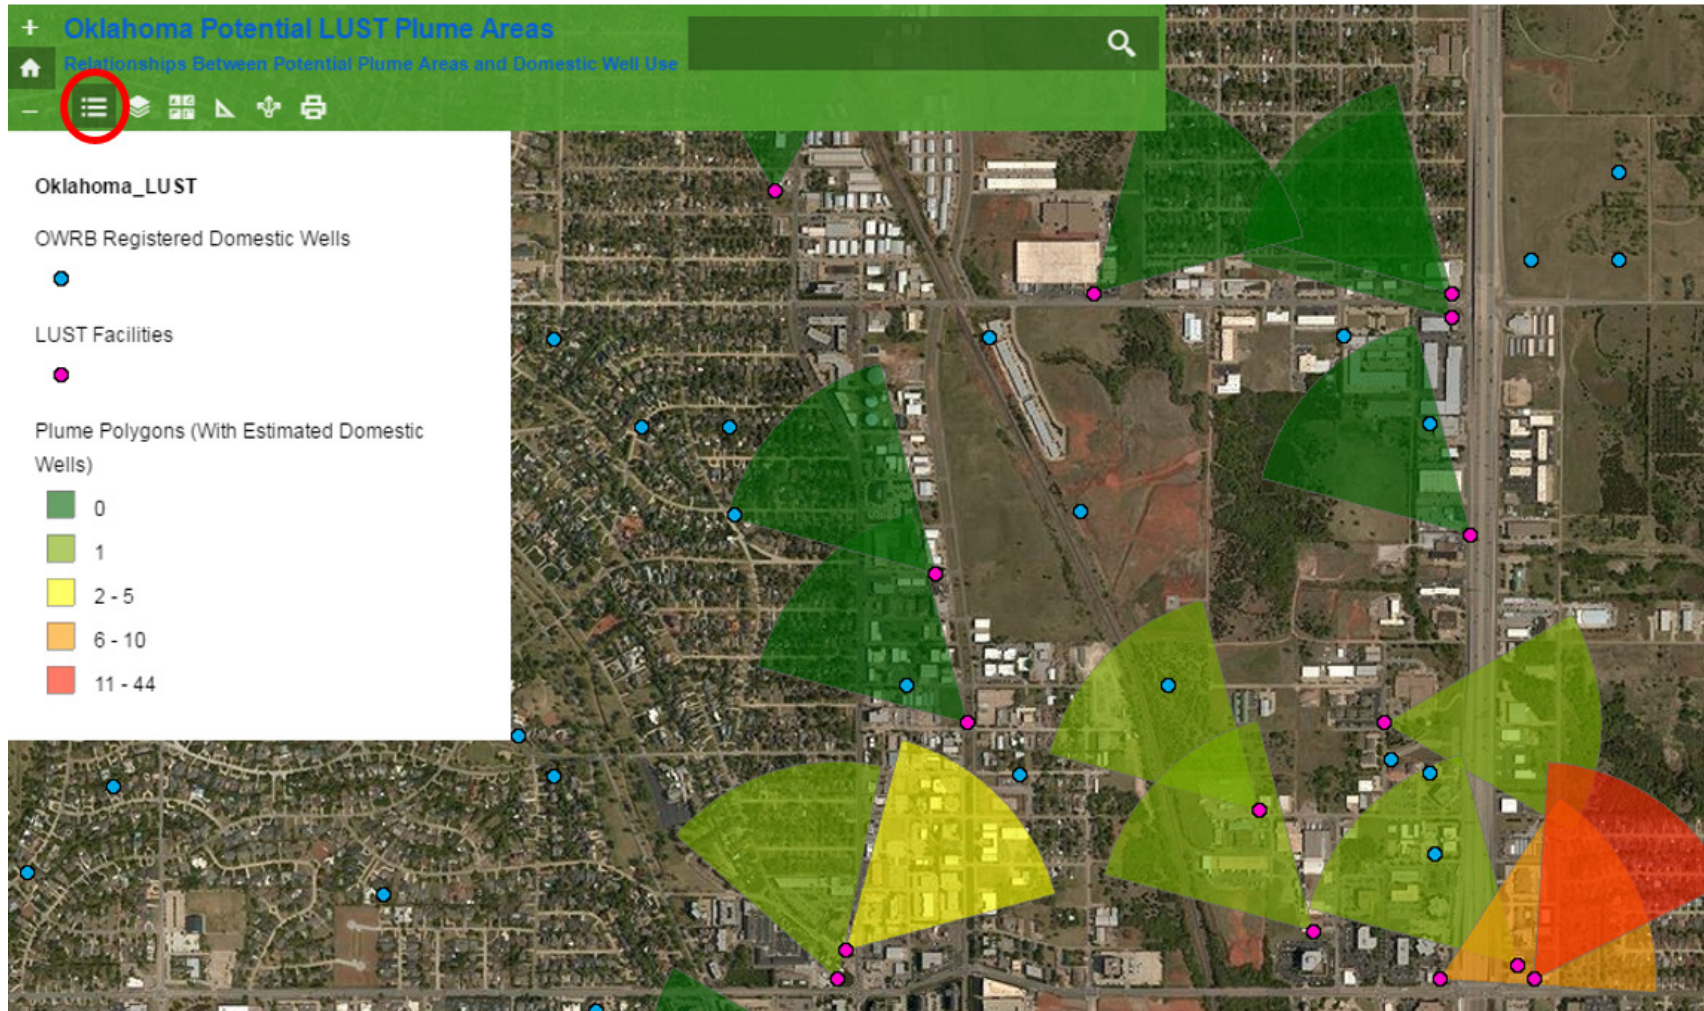 Oklahoma Potential LUST Plume Areas
Relationships Between Potential Plume Areas and Domestic Well Use
Oklahoma_LUST
OWRB Registered Domestic Wells
LUST Facilities
Plume Polygons (With Estimated Domestic
Wells)
0
1
2 - 5
6 - 10
11 - 44